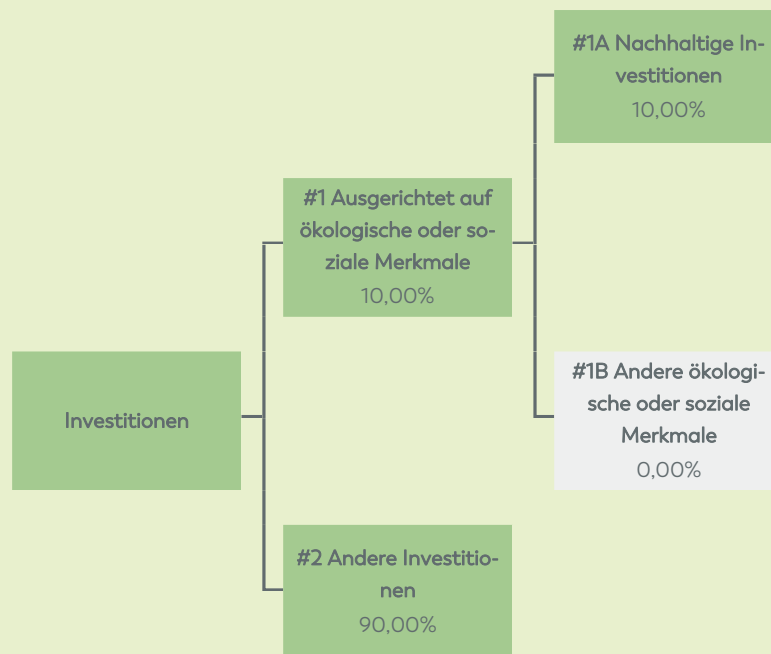 #1A Nachhaltige In-
vestitionen
10,00%
#1 Ausgerichtet auf
ökologische oder so-
ziale Merkmale
10,00%
Investitionen
#1B Andere ökologi-
sche oder soziale
Merkmale
0,00%
#2 Andere Investitio-
nen
90,00%